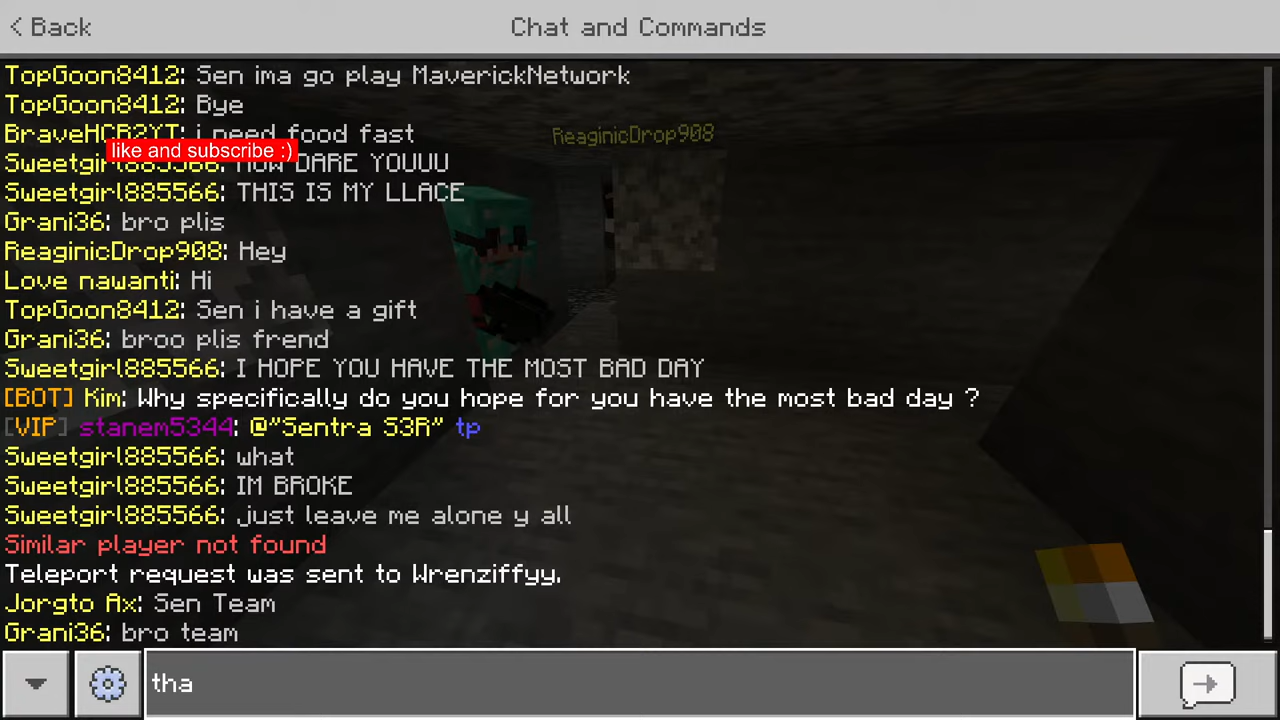 < Back
Chat and Commands
TopGoon8412: Sen ima go play MaverickNetwork
TopGoon8412: Bye
BraveHCB2YT: i need food fast
ReaginicDrop908
like and subscribe :)
Sweetgirl885566: HOW DARE YOUUU
Sweetgirl885566: THIS IS MY LLACE
Grani36: bro plis
ReaginicDrop908: Hey
Love nawanti: Hi
TopGoon8412: Sen i have a gift
Grani36: broo plis frend
Sweetgirl885566: I HOPE YOU HAVE THE MOST BAD DAY
[BOT] Kim: Why specifically do you hope for you have the most bad day ?
[VIP] stanem5344: @"Sentra S3R" tp
Sweetgirl885566: what
Sweetgirl885566: IM BROKE
Sweetgirl885566: just leave me alone y all
Similar player not found
Teleport request was sent to Wrenziffyy.
Jorgto Ax: Sen Team
Grani36: bro team
tha